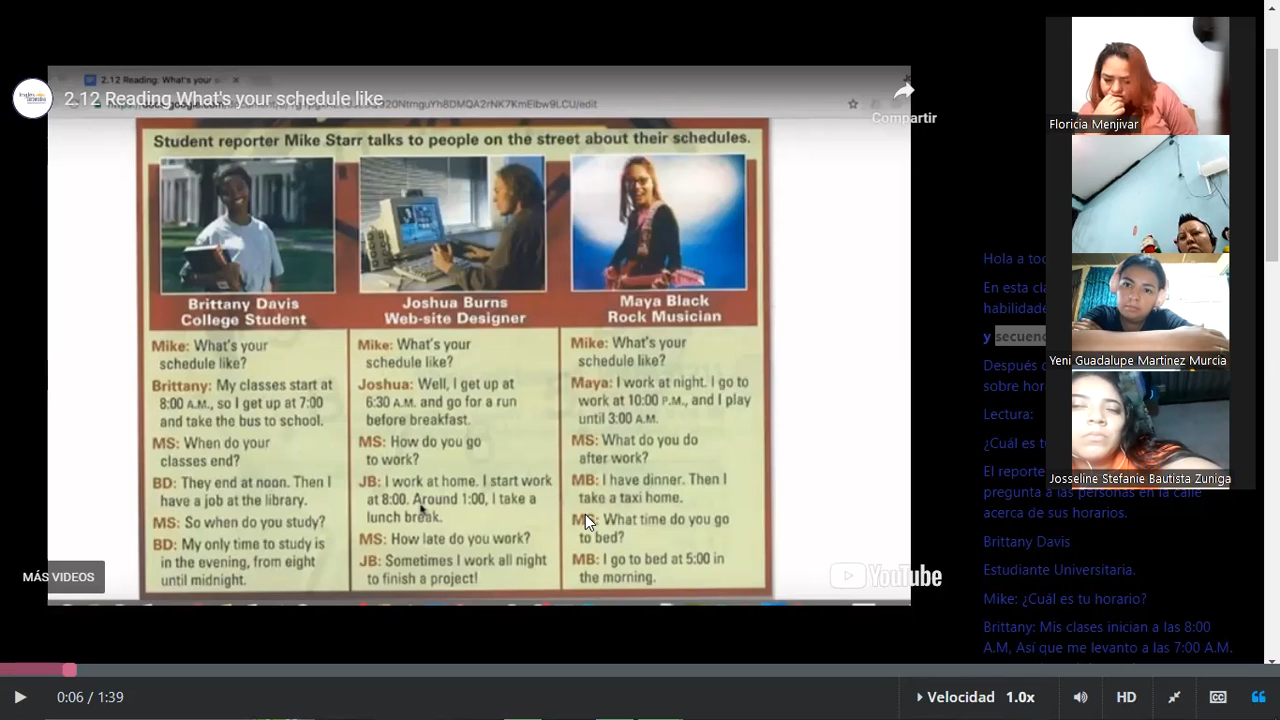 2.12 Reading: What's your
2.12 Reading What's your schedule like
Compartir
Student reporter Mike Starr talks to people on the street about their schedules.
Brittany Davis
College Student
Mike: What's your
schedule like?
Brittany: My classes start at
8:00 A.M., so I get up at 7:00
and take the bus to school.
MS: When do your
classes end?
BD: They end at noon. Then I
have a job at the library.
MS: So when do you study?
BD: My only time to study is
in the evening, from eight
until midnight.
Joshua Burns
Web-site Designer
Mike: What's your
schedule like?
Joshua: Well, I get up at
6:30 A.M. and go for a run
before breakfast.
MS: How do you go
to work?
JB: I work at home. I start work
at 8:00. Around 1:00, I take a
lunch break.
MS: How late do you work?
JB: Sometimes I work all night
to finish a project!
Maya Black
Rock Musician
Mike: What's your
schedule like?
Maya: I work at night. I go to
work at 10:00 P.M., and I play
until 3:00 A.M.
MS: What do you do
after work?
MB: I have dinner. Then I
take a taxi home.
MS: What time do you go
to bed?
MB: I go to bed at 5:00 in
the morning.
MÁS VIDEOS
YouTube
Floricia Menjivar
Yeni Guadalupe Martinez Murcia
Josseline Stefanie Bautista Zuniga
Hola a to
En esta cla
habilidade
y secuenc
Después d
sobre hor
Lectura:
¿Cuál es tu
El reporte
pregunta a las personas en la calle
acerca de sus horarios.
Brittany Davis
Estudiante Universitaria.
Mike: ¿Cuál es tu horario?
Brittany: Mis clases inician a las 8:00
A.M, Así que me levanto a las 7:00 A.M.
0:06 / 1:39
Velocidad 1.0x
HD